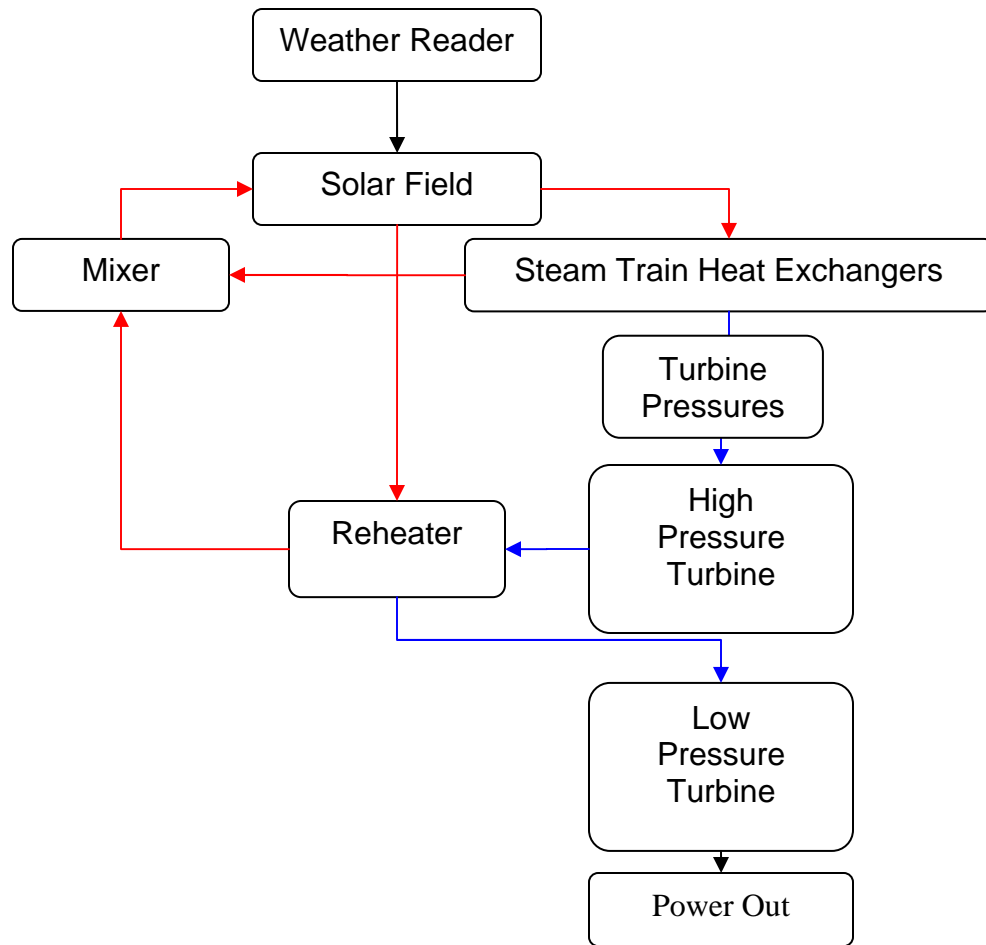 Weather Reader
Solar Field
Mixer
Steam Train Heat Exchangers
Turbine
Pressures
High
Pressure
Turbine
Reheater
Low
Pressure
Turbine
Power Out